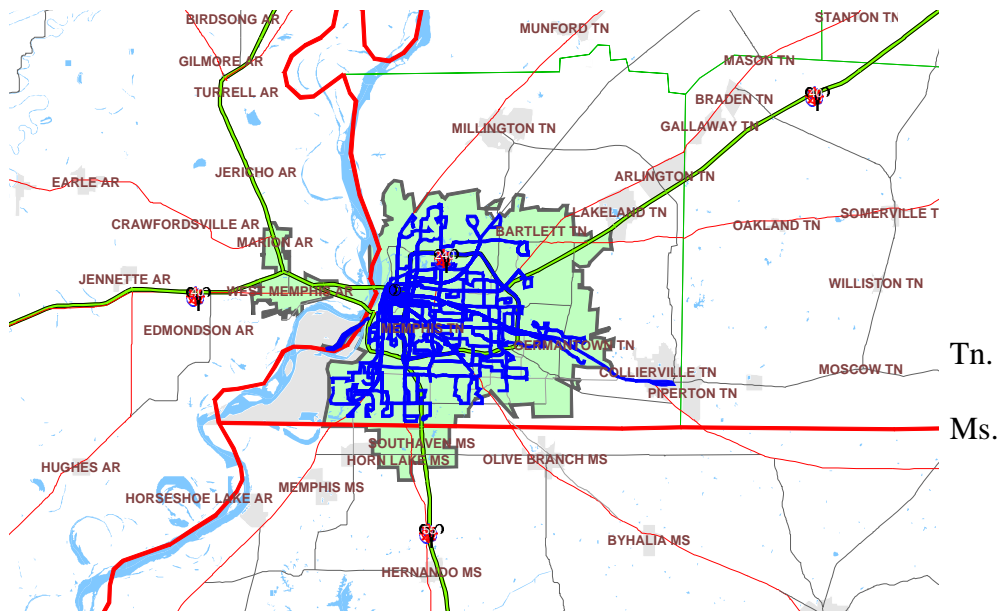 BIRDSONG AR
STANTON TN
MUNFORD TN
GILMORE AR
MASON TN
TURRELL AR
40
BRADEN TN
MILLINGTON TN
GALLAWAY TN
JERICHO AR
EARLE AR
ARLINGTON TN
LAKELAND TN
SOMERVILLE T
CRAWFORDSVILLE AR
OAKLAND TN
BARTLETT TN
MARION AR
240
JENNETTE AR
WILLISTON TN
40
WEST MEMPHIS AR
EDMONDSON AR
MEMPHIS TN
GERMANTOWN TN
Tn.
COLLIERVILLE TN
MOSCOW TN
PIPERTON TN
Ms.
SOUTHAVEN MS
HORN LAKE MS
OLIVE BRANCH MS
HUGHES AR
MEMPHIS MS
HORSESHOE LAKE AR
55
BYHALIA MS
HERNANDO MS